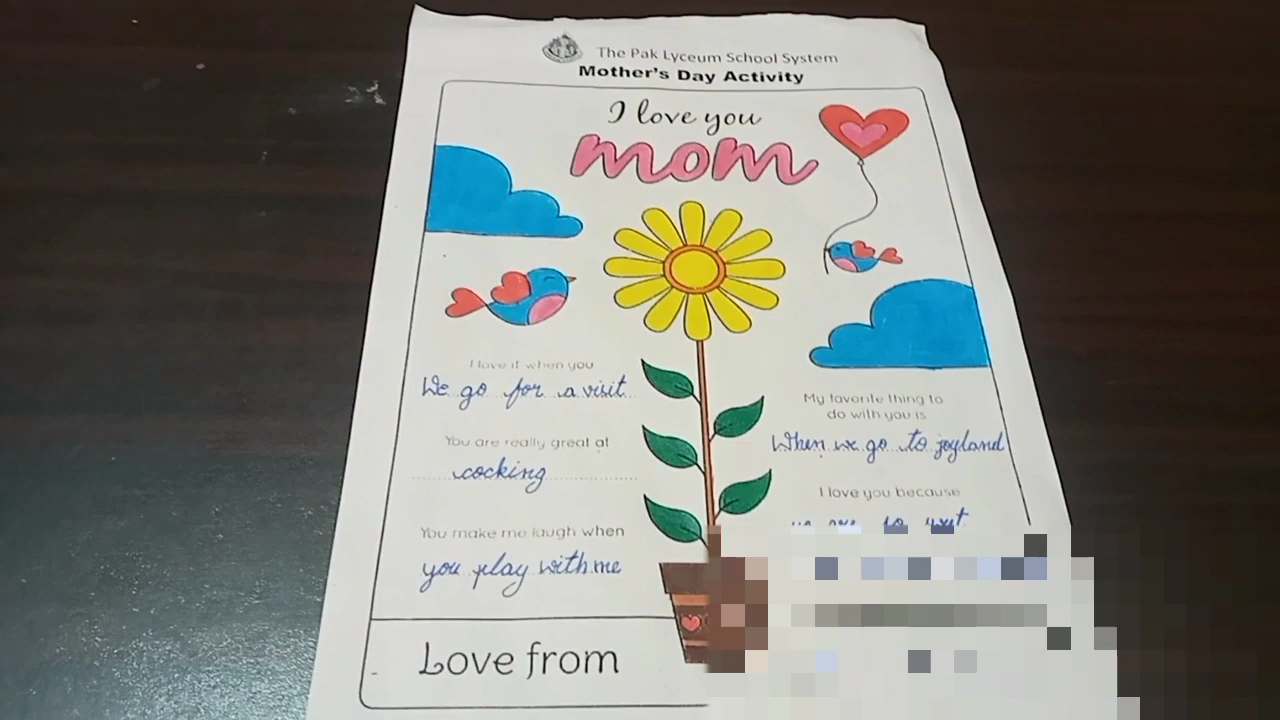 The Pak Lyceum School System
Mother's Day Activity
I love you
mom
I love it when you
We go for a visit
You are really great at
cocking
You make me laugh when
you play with me
My favorite thing to
do with you is
When we go to joyland
I love you because
Love from